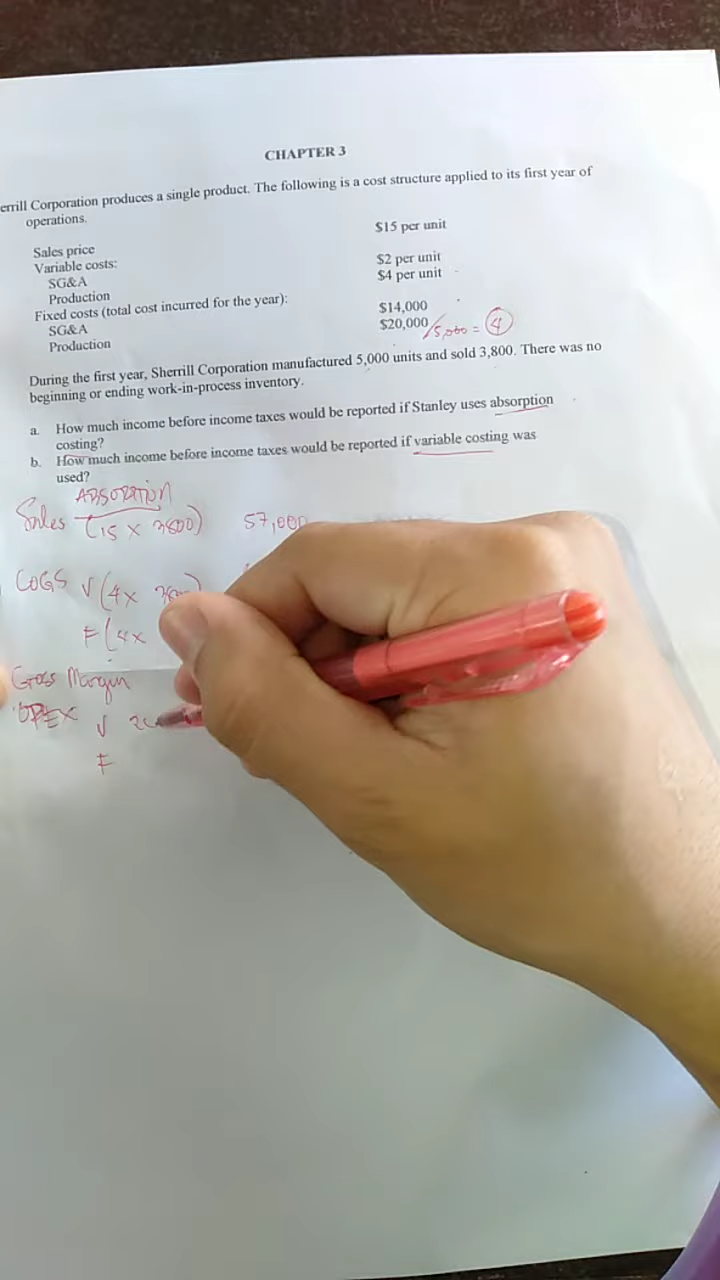 CHAPTER 3
errill Corporation produces a single product. The following is a cost structure applied to its first year of
operations.
Sales price $15 per unit
Variable costs:
SG&A $2 per unit
Production $4 per unit
Fixed costs (total cost incurred for the year):
SG&A $14,000
Production $20,000 /5,000 = 4
During the first year, Sherrill Corporation manufactured 5,000 units and sold 3,800. There was no
beginning or ending work-in-process inventory.
a. How much income before income taxes would be reported if Stanley uses absorption
costing?
b. How much income before income taxes would be reported if variable costing was
used?
ABSORPTION
Sales (15 x 3800) 57,000
COGS V (4x
F (4x
Gross Margin
OPEX V
F